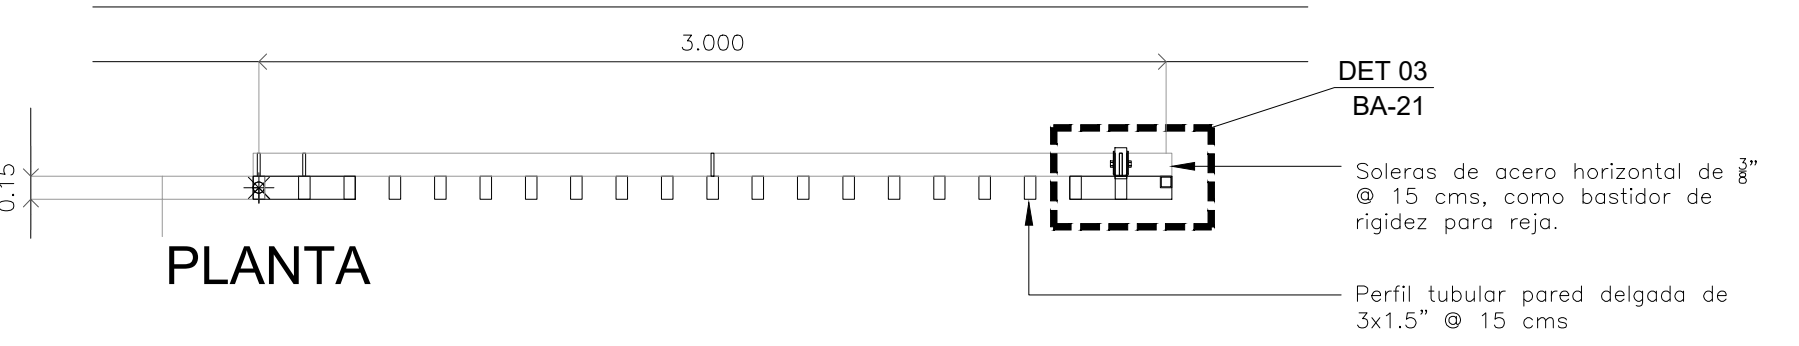 3.000
DET 03
BA-21
0.15
Soleras de acero horizontal de 3/8"
@ 15 cms, como bastidor de
rigidez para reja.
PLANTA
Perfil tubular pared delgada de
3x1.5" @ 15 cms